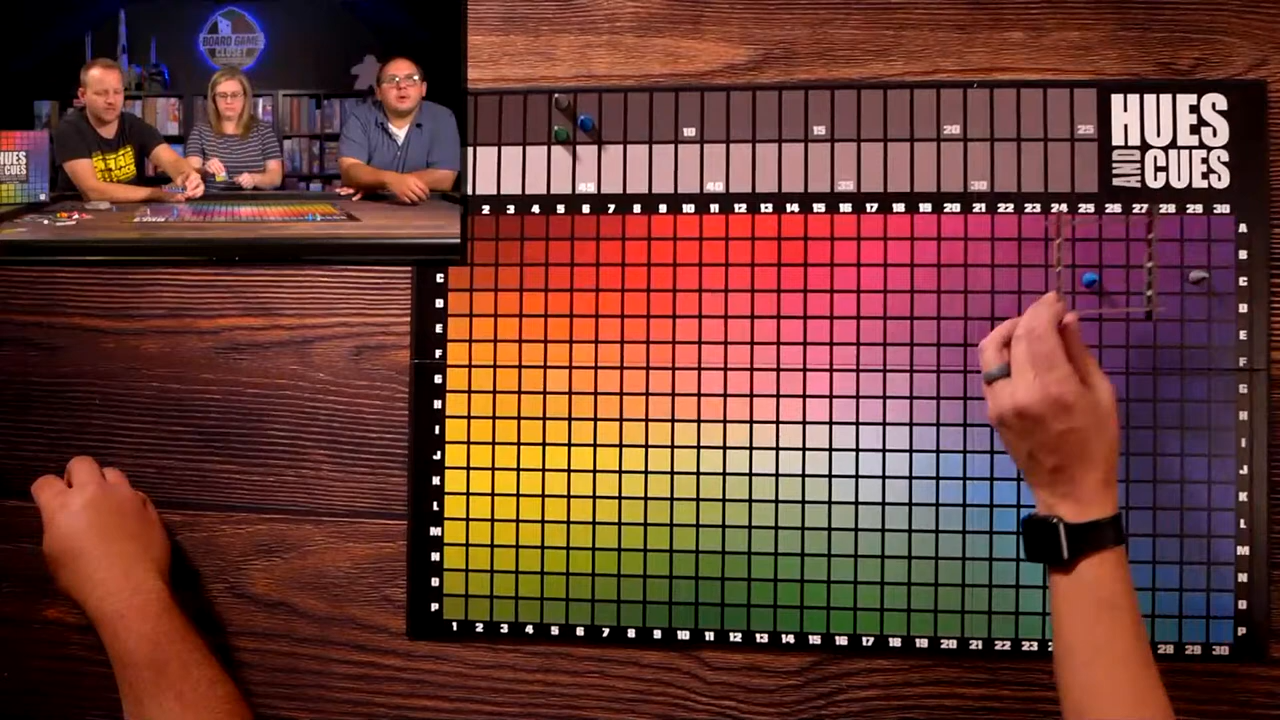 BOARD GAME
CLOSET
HUES
AND CUES
HUES
CUES
10 15 20 25
45 40 35 30
2 3 4 5 6 7 8 9 10 11 12 13 14 15 16 17 18 19 20 21 22 23 24 25 26 27 28 29 30
A
B
C C
D D
E E
F F
G G
H H
I I
J J
K K
L L
M M
N N
O O
P P
1 2 3 4 5 6 7 8 9 10 11 12 13 14 15 16 17 18 19 20 21 22 23 28 29 30